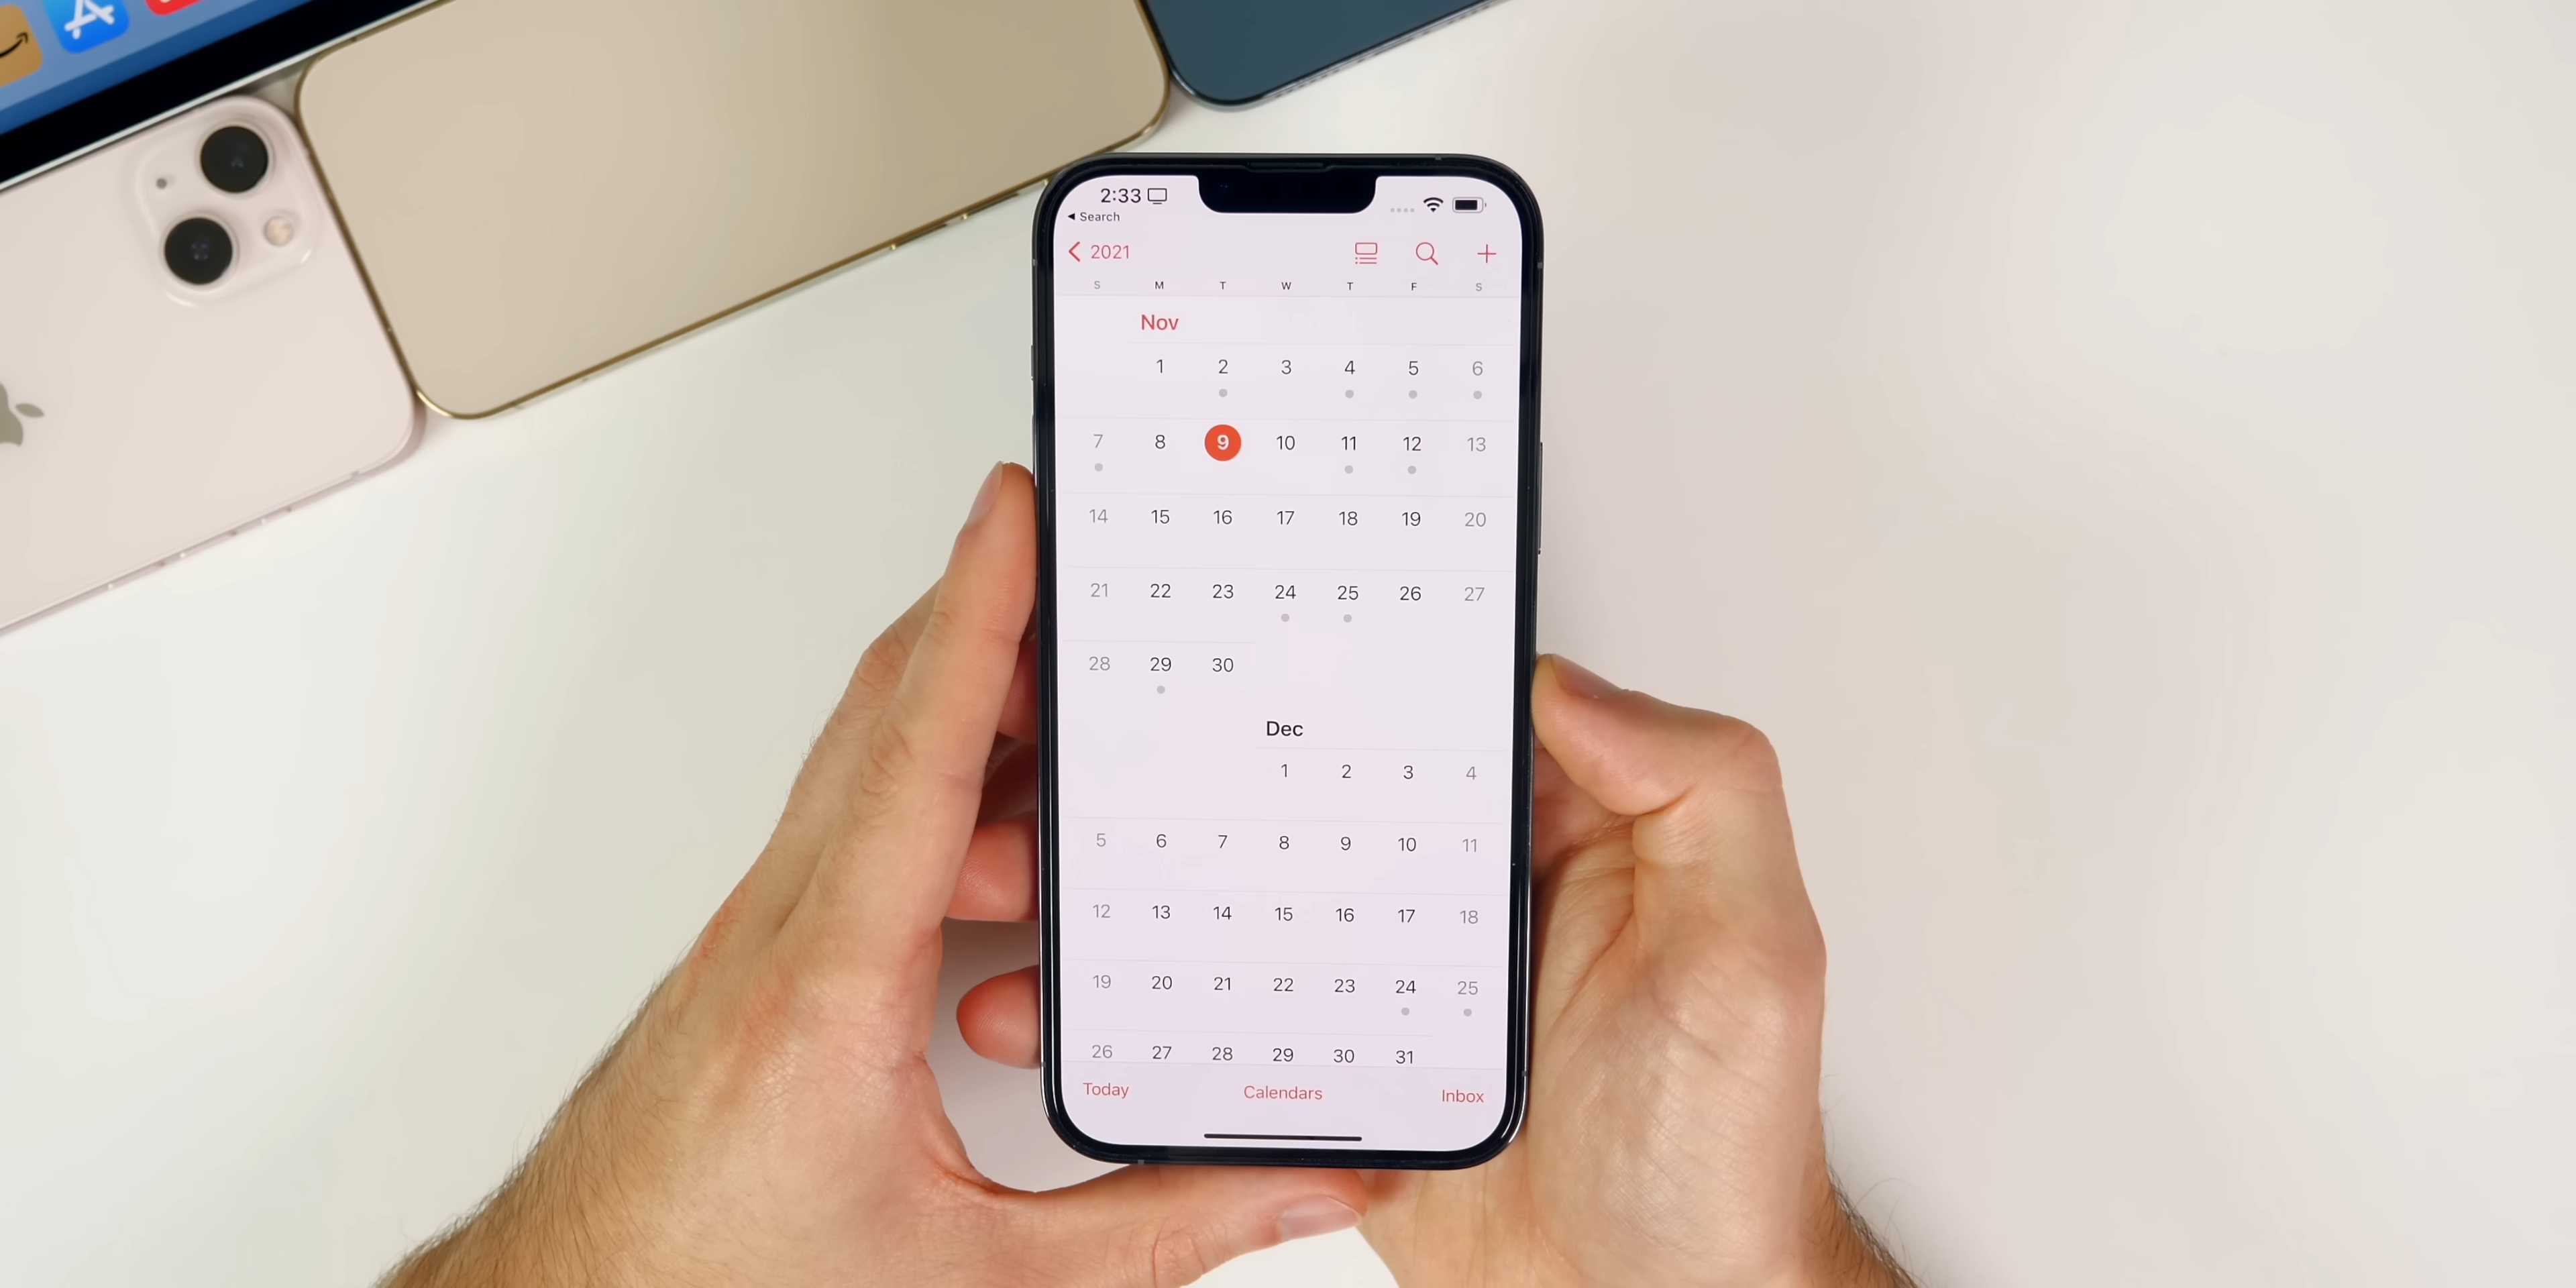 2:33
◀ Search
2021
S M T W T F S
Nov
1 2 3 4 5 6
7 8 9 10 11 12 13
14 15 16 17 18 19 20
21 22 23 24 25 26 27
28 29 30
Dec
1 2 3 4
5 6 7 8 9 10 11
12 13 14 15 16 17 18
19 20 21 22 23 24 25
26 27 28 29 30 31
Today Calendars Inbox